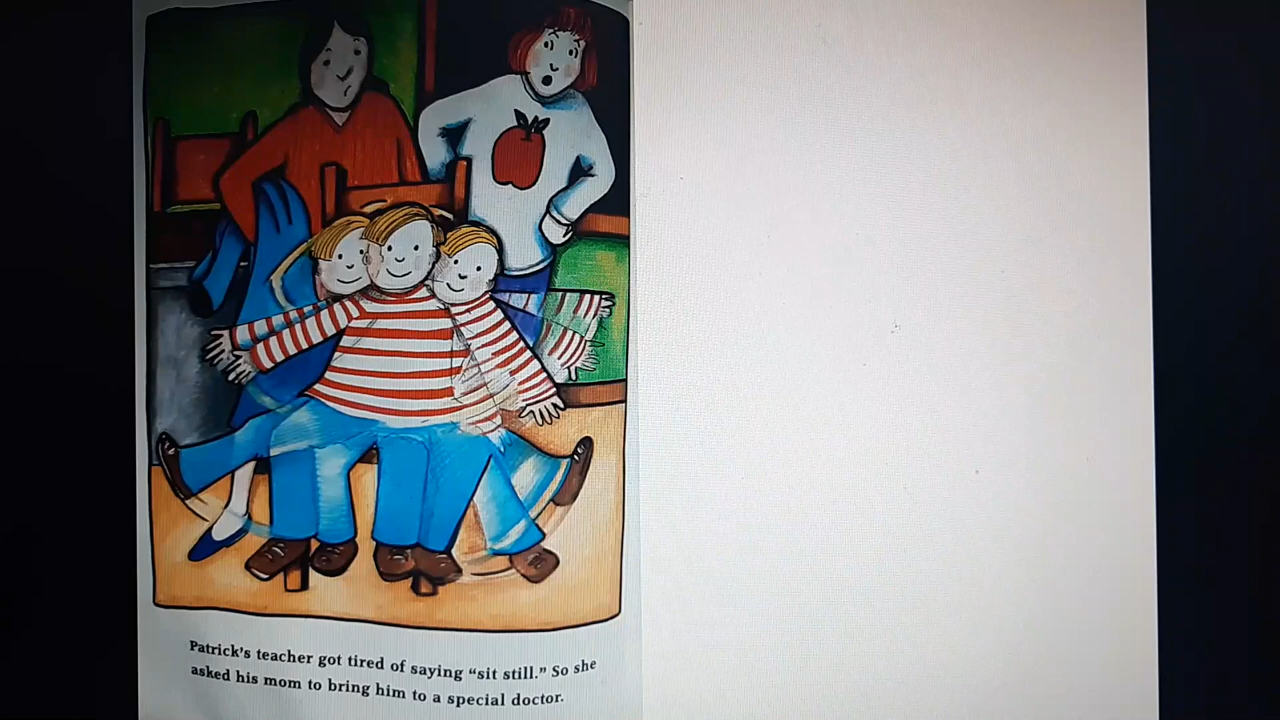 Patrick's teacher got tired of saying "sit still." So she
asked his mom to bring him to a special doctor.